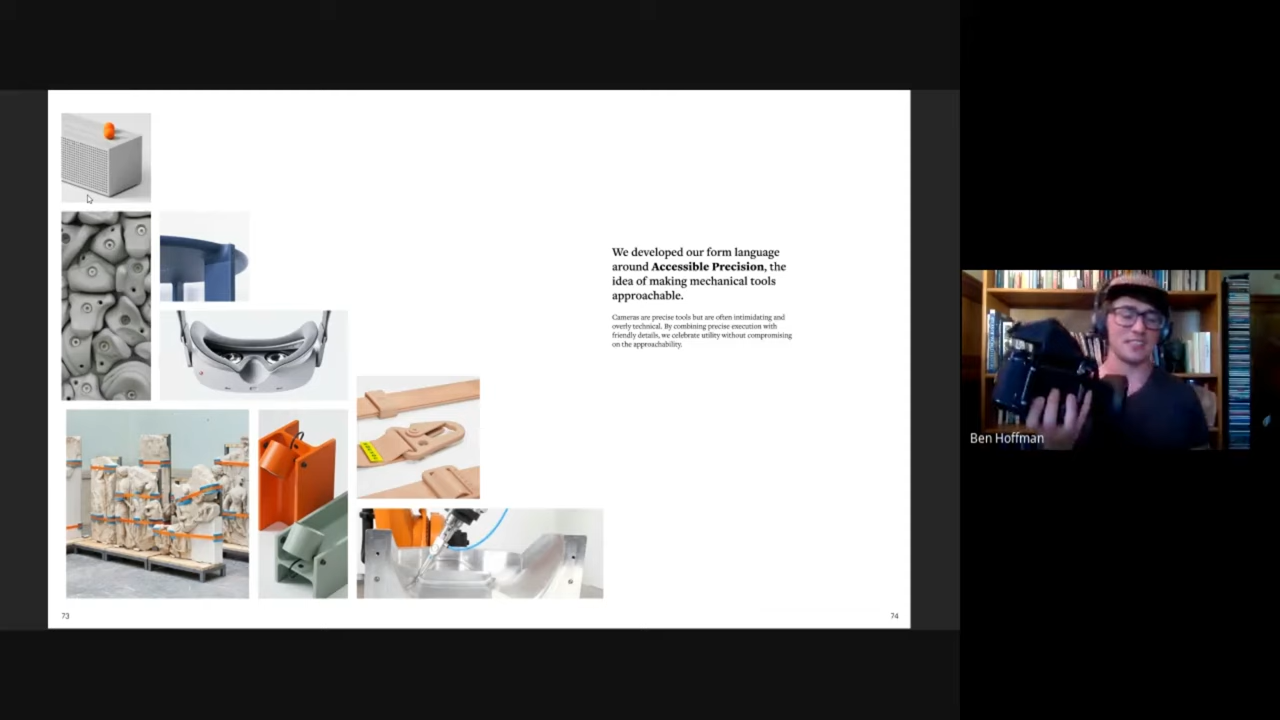 We developed our form language
around Accessible Precision, the
idea of making mechanical tools
approachable.
Cameras are precise tools but are often intimidating and
overly technical. By combining precise execution with
friendly details, we celebrate utility without compromising
on the approachability.
73
74
Ben Hoffman